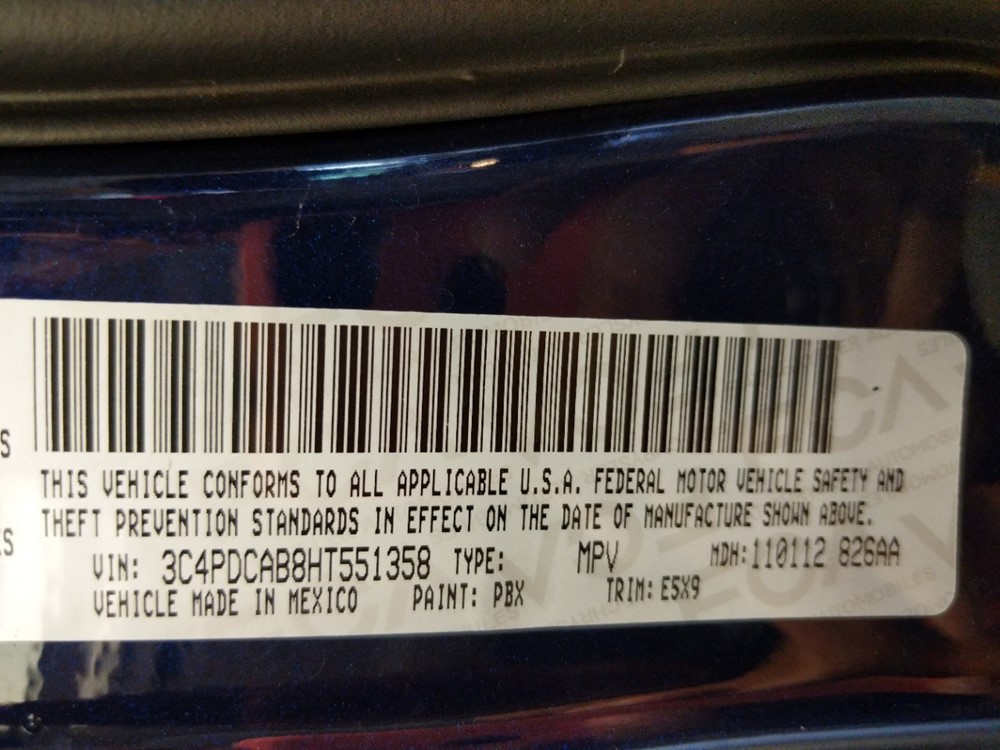 S
THIS VEHICLE CONFORMS TO ALL APPLICABLE U.S.A. FEDERAL MOTOR VEHICLE SAFETY AND
ES
THEFT PREVENTION STANDARDS IN EFFECT ON THE DATE OF MANUFACTURE SHOWN ABOVE.
VIN: 3C4PDCAB8HT551358 TYPE: MPV MDH:110112 826AA
VEHICLE MADE IN MEXICO PAINT: PBX TRIM: E5X9